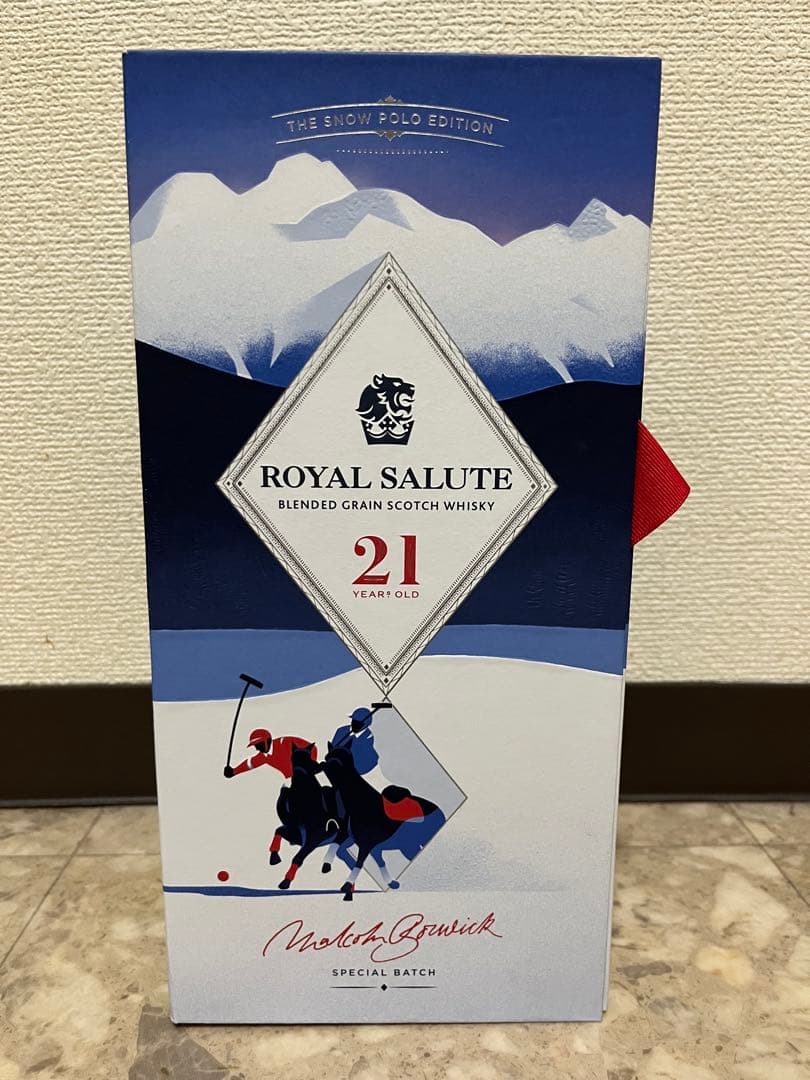 THE SNOW POLO EDITION
ROYAL SALUTE
BLENDED GRAIN SCOTCH WHISKY
21
YEARS OLD
Malcolm Borwick
SPECIAL BATCH